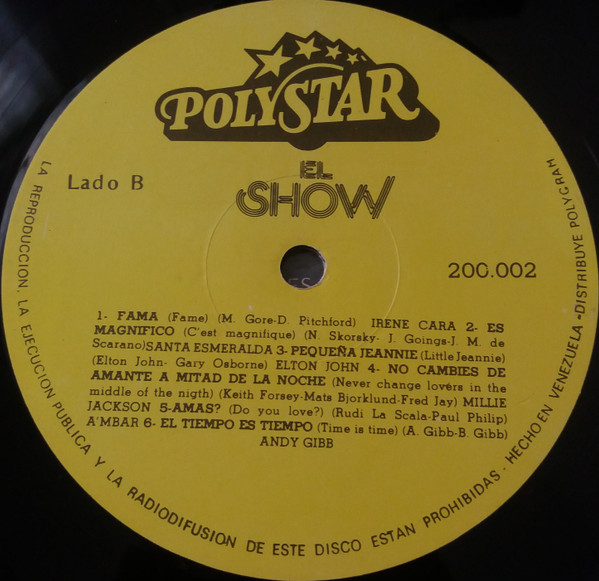 POLYSTAR
EL
SHOW
Lado B
200.002
1- FAMA (Fame) (M. Gore-D. Pitchford) IRENE CARA 2- ES
MAGNIFICO (C'est magnifique) (N. Skorsky- J. Goings-J. M. de
Scarano)SANTA ESMERALDA 3- PEQUEÑA JEANNIE (Little Jeannie)
(Elton John- Gary Osborne) ELTON JOHN 4- NO CAMBIES DE
AMANTE A MITAD DE LA NOCHE (Never change lovers in the
middle of the nigth) (Keith Forsey-Mats Bjorklund-Fred Jay) MILLIE
JACKSON 5-AMAS? (Do you love?) (Rudi La Scala-Paul Philip)
A'MBAR 6- EL TIEMPO ES TIEMPO (Time is time) (A. Gibb-B. Gibb)
ANDY GIBB
LA REPRODUCCION, LA EJECUCION PUBLICA Y LA RADIODIFUSION DE ESTE DISCO ESTAN PROHIBIDAS - HECHO EN VENEZUELA -DISTRIBUYE POLYGRAM